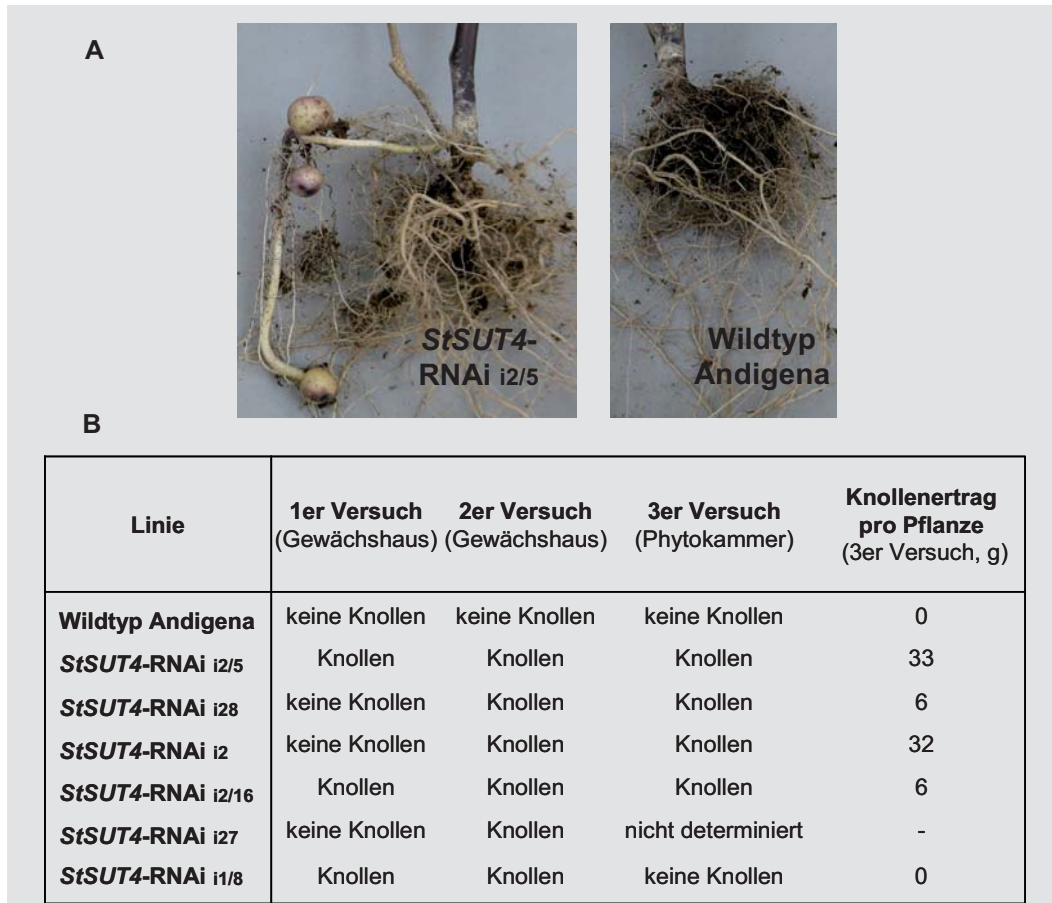 A
StSUT4-
RNAi i2/5
Wildtyp
Andigena
B
Linie
1er Versuch
(Gewächshaus)
2er Versuch
(Gewächshaus)
3er Versuch
(Phytokammer)
Knollenertrag
pro Pflanze
(3er Versuch, g)
Wildtyp Andigena keine Knollen keine Knollen keine Knollen 0
StSUT4-RNAi i2/5 Knollen Knollen Knollen 33
StSUT4-RNAi i28 keine Knollen Knollen Knollen 6
StSUT4-RNAi i2 keine Knollen Knollen Knollen 32
StSUT4-RNAi i2/16 Knollen Knollen Knollen 6
StSUT4-RNAi i27 keine Knollen Knollen nicht determiniert -
StSUT4-RNAi i1/8 Knollen Knollen keine Knollen 0